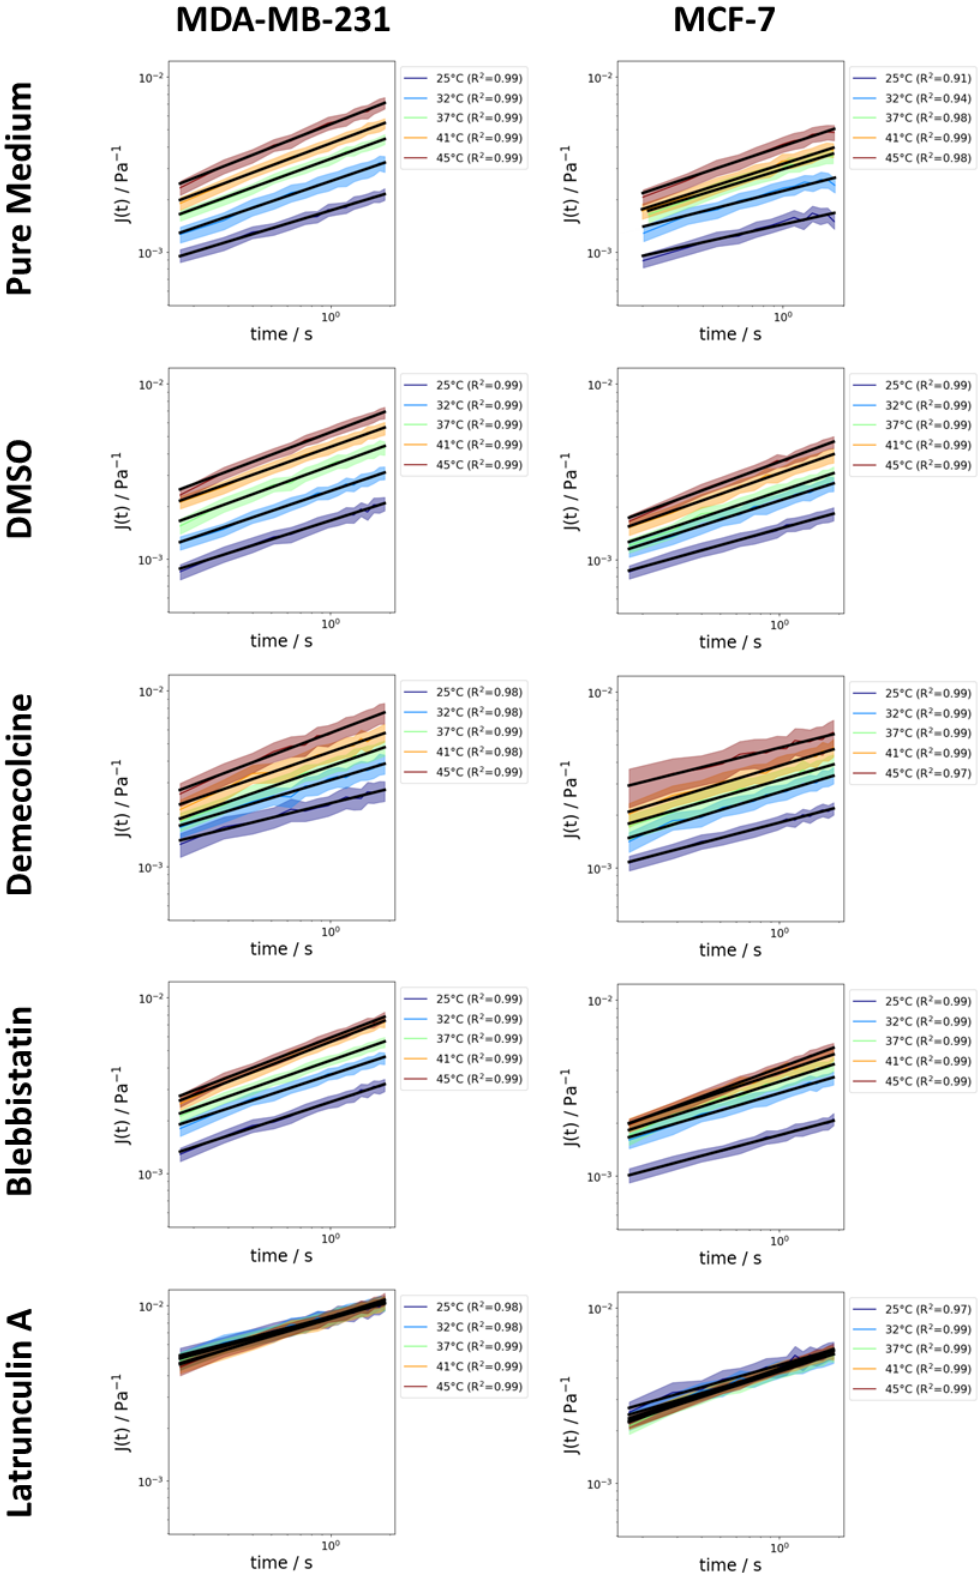 MDA-MB-231
MCF-7
Pure Medium
10⁻²
10⁻³
J(t) / Pa⁻¹
10⁰
time / s
25°C (R²=0.99)
32°C (R²=0.99)
37°C (R²=0.99)
41°C (R²=0.99)
45°C (R²=0.99)
10⁻²
10⁻³
J(t) / Pa⁻¹
10⁰
time / s
25°C (R²=0.91)
32°C (R²=0.94)
37°C (R²=0.98)
41°C (R²=0.99)
45°C (R²=0.98)
DMSO
10⁻²
10⁻³
J(t) / Pa⁻¹
10⁰
time / s
25°C (R²=0.99)
32°C (R²=0.99)
37°C (R²=0.99)
41°C (R²=0.99)
45°C (R²=0.99)
10⁻²
10⁻³
J(t) / Pa⁻¹
10⁰
time / s
25°C (R²=0.99)
32°C (R²=0.99)
37°C (R²=0.99)
41°C (R²=0.99)
45°C (R²=0.99)
Demecolcine
10⁻²
10⁻³
J(t) / Pa⁻¹
10⁰
time / s
25°C (R²=0.98)
32°C (R²=0.98)
37°C (R²=0.99)
41°C (R²=0.98)
45°C (R²=0.99)
10⁻²
10⁻³
J(t) / Pa⁻¹
10⁰
time / s
25°C (R²=0.99)
32°C (R²=0.99)
37°C (R²=0.99)
41°C (R²=0.99)
45°C (R²=0.97)
Blebbistatin
10⁻²
10⁻³
J(t) / Pa⁻¹
10⁰
time / s
25°C (R²=0.99)
32°C (R²=0.99)
37°C (R²=0.99)
41°C (R²=0.99)
45°C (R²=0.99)
10⁻²
10⁻³
J(t) / Pa⁻¹
10⁰
time / s
25°C (R²=0.99)
32°C (R²=0.99)
37°C (R²=0.99)
41°C (R²=0.99)
45°C (R²=0.99)
Latrunculin A
10⁻²
10⁻³
J(t) / Pa⁻¹
10⁰
time / s
25°C (R²=0.98)
32°C (R²=0.98)
37°C (R²=0.99)
41°C (R²=0.99)
45°C (R²=0.99)
10⁻²
10⁻³
J(t) / Pa⁻¹
10⁰
time / s
25°C (R²=0.97)
32°C (R²=0.99)
37°C (R²=0.99)
41°C (R²=0.99)
45°C (R²=0.99)